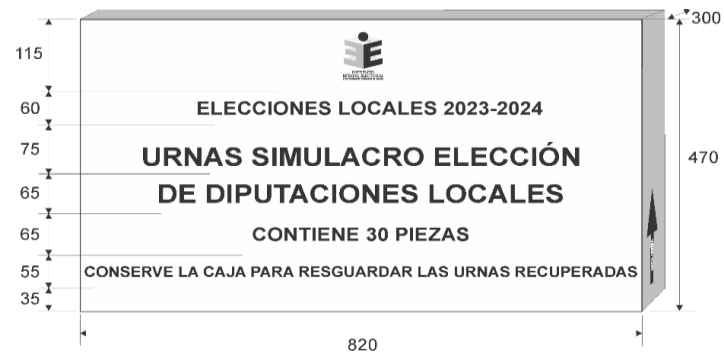 300
115
ELECCIONES LOCALES 2023-2024
60
URNAS SIMULACRO ELECCIÓN
75
470
DE DIPUTACIONES LOCALES
65
CONTIENE 30 PIEZAS
65
CONSERVE LA CAJA PARA RESGUARDAR LAS URNAS RECUPERADAS
55
35
820